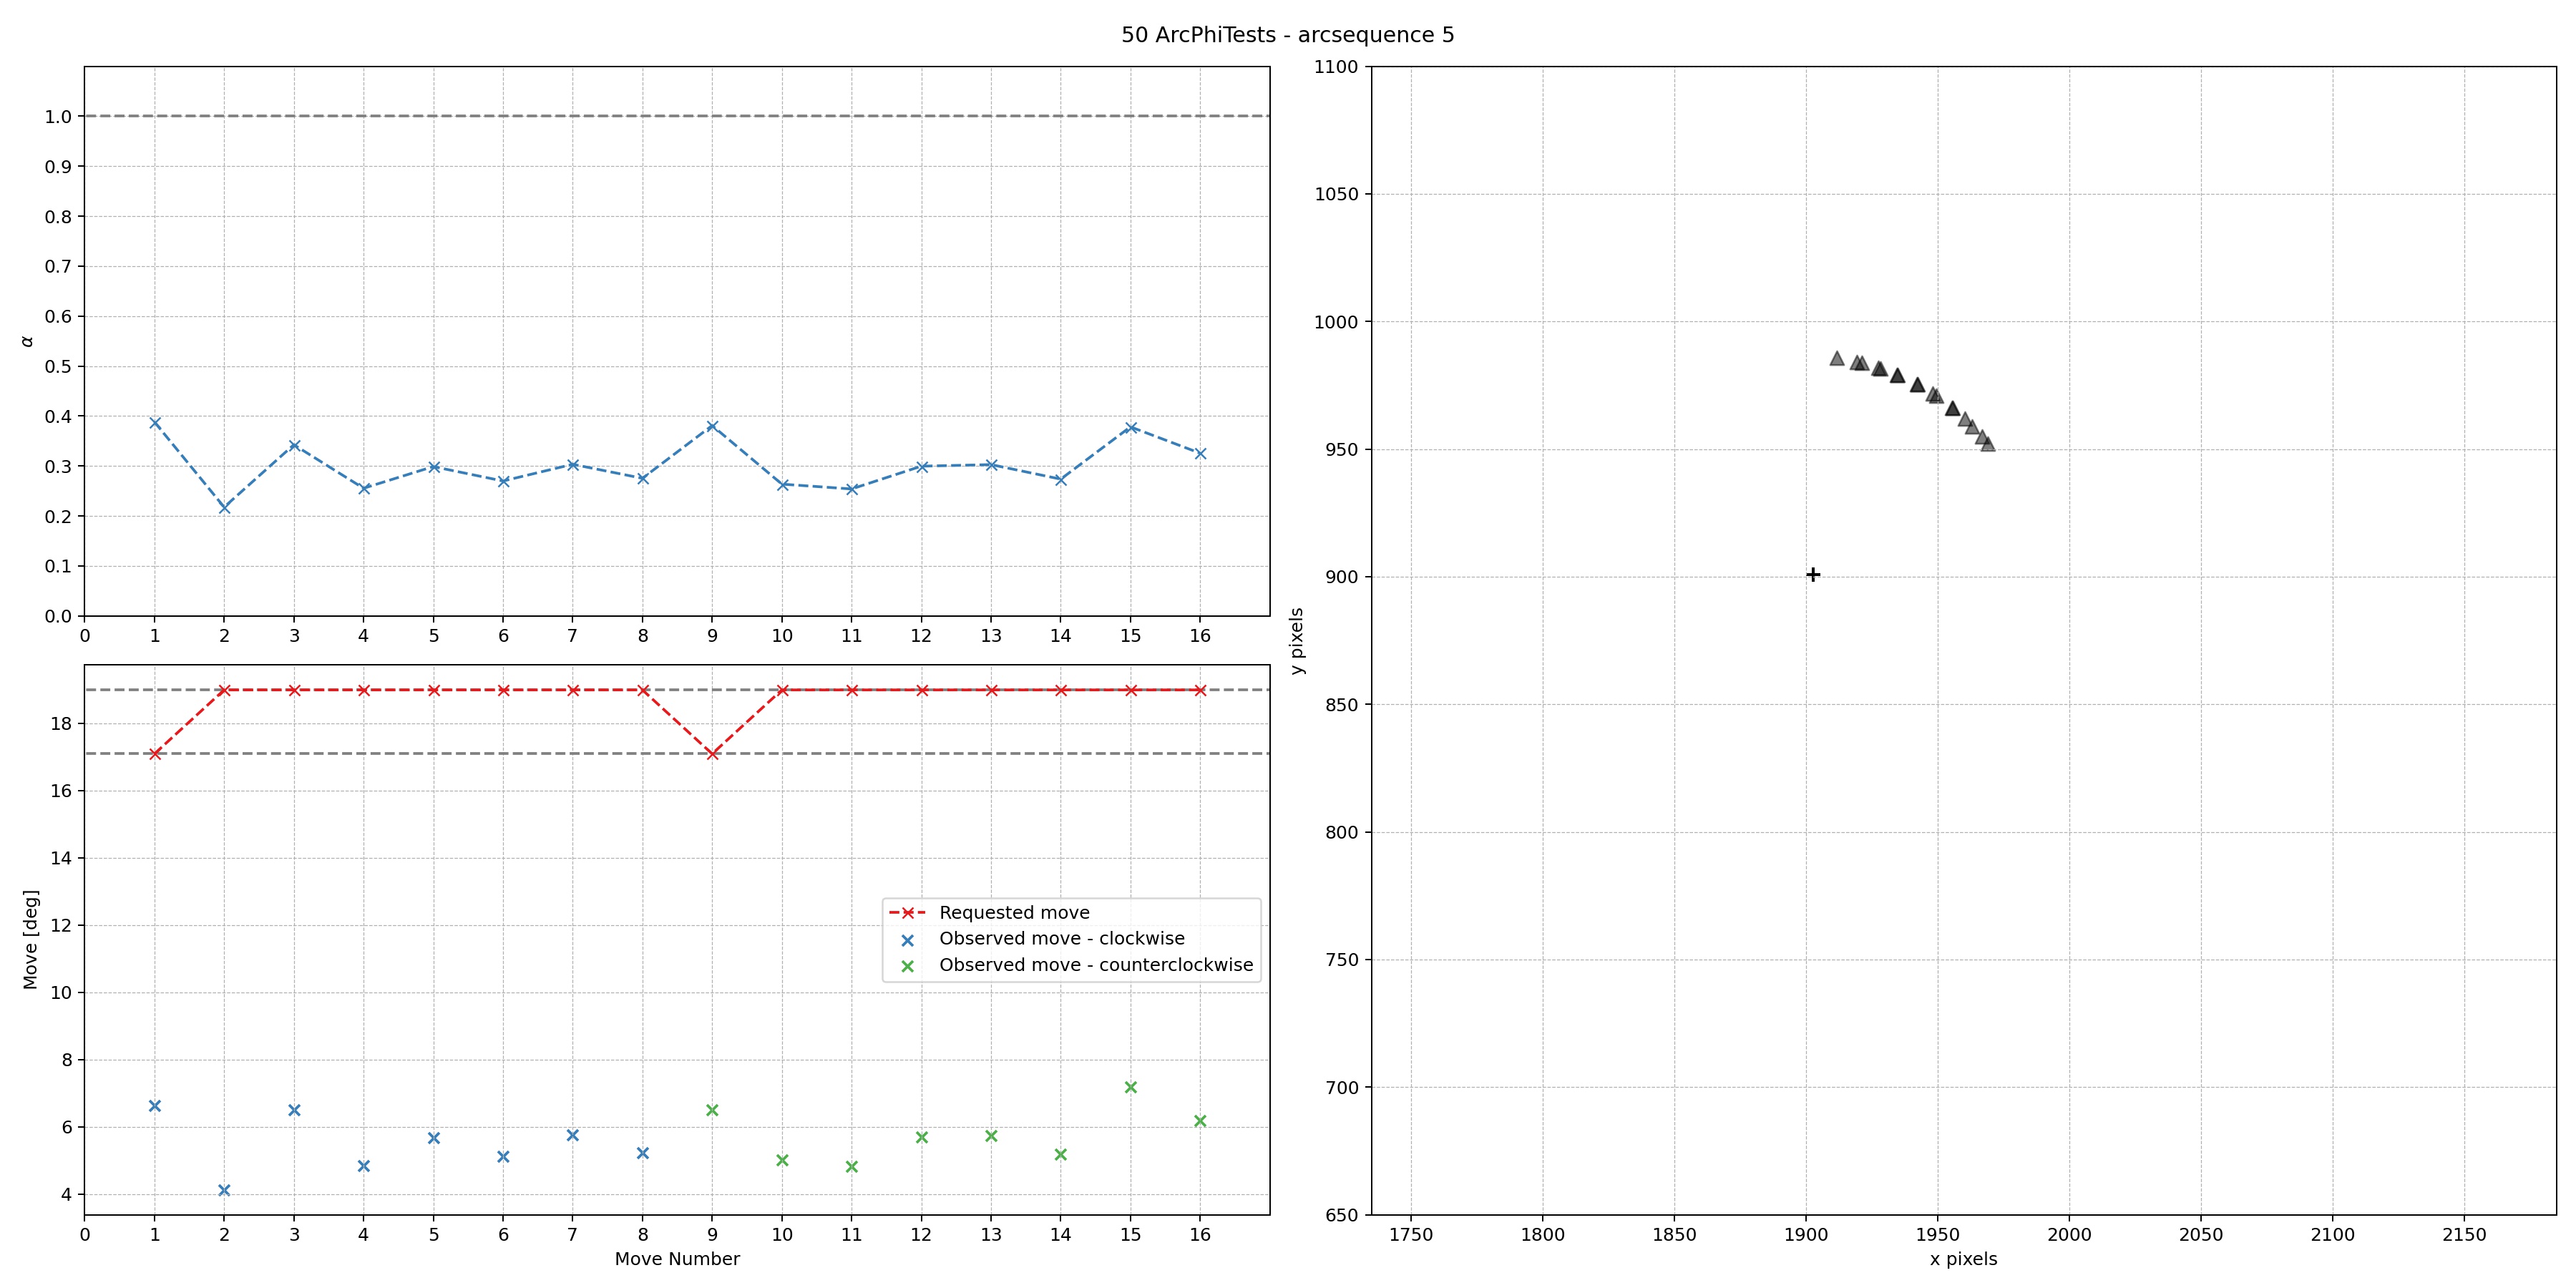 50 ArcPhiTests - arcsequence 5
1.0
0.9
0.8
0.7
0.6
0.5
0.4
0.3
0.2
0.1
0.0
α
0 1 2 3 4 5 6 7 8 9 10 11 12 13 14 15 16
18
16
14
12
10
8
6
4
Move [deg]
Requested move
Observed move - clockwise
Observed move - counterclockwise
0 1 2 3 4 5 6 7 8 9 10 11 12 13 14 15 16
Move Number
1100
1050
1000
950
900
850
800
750
700
650
y pixels
1750 1800 1850 1900 1950 2000 2050 2100 2150
x pixels